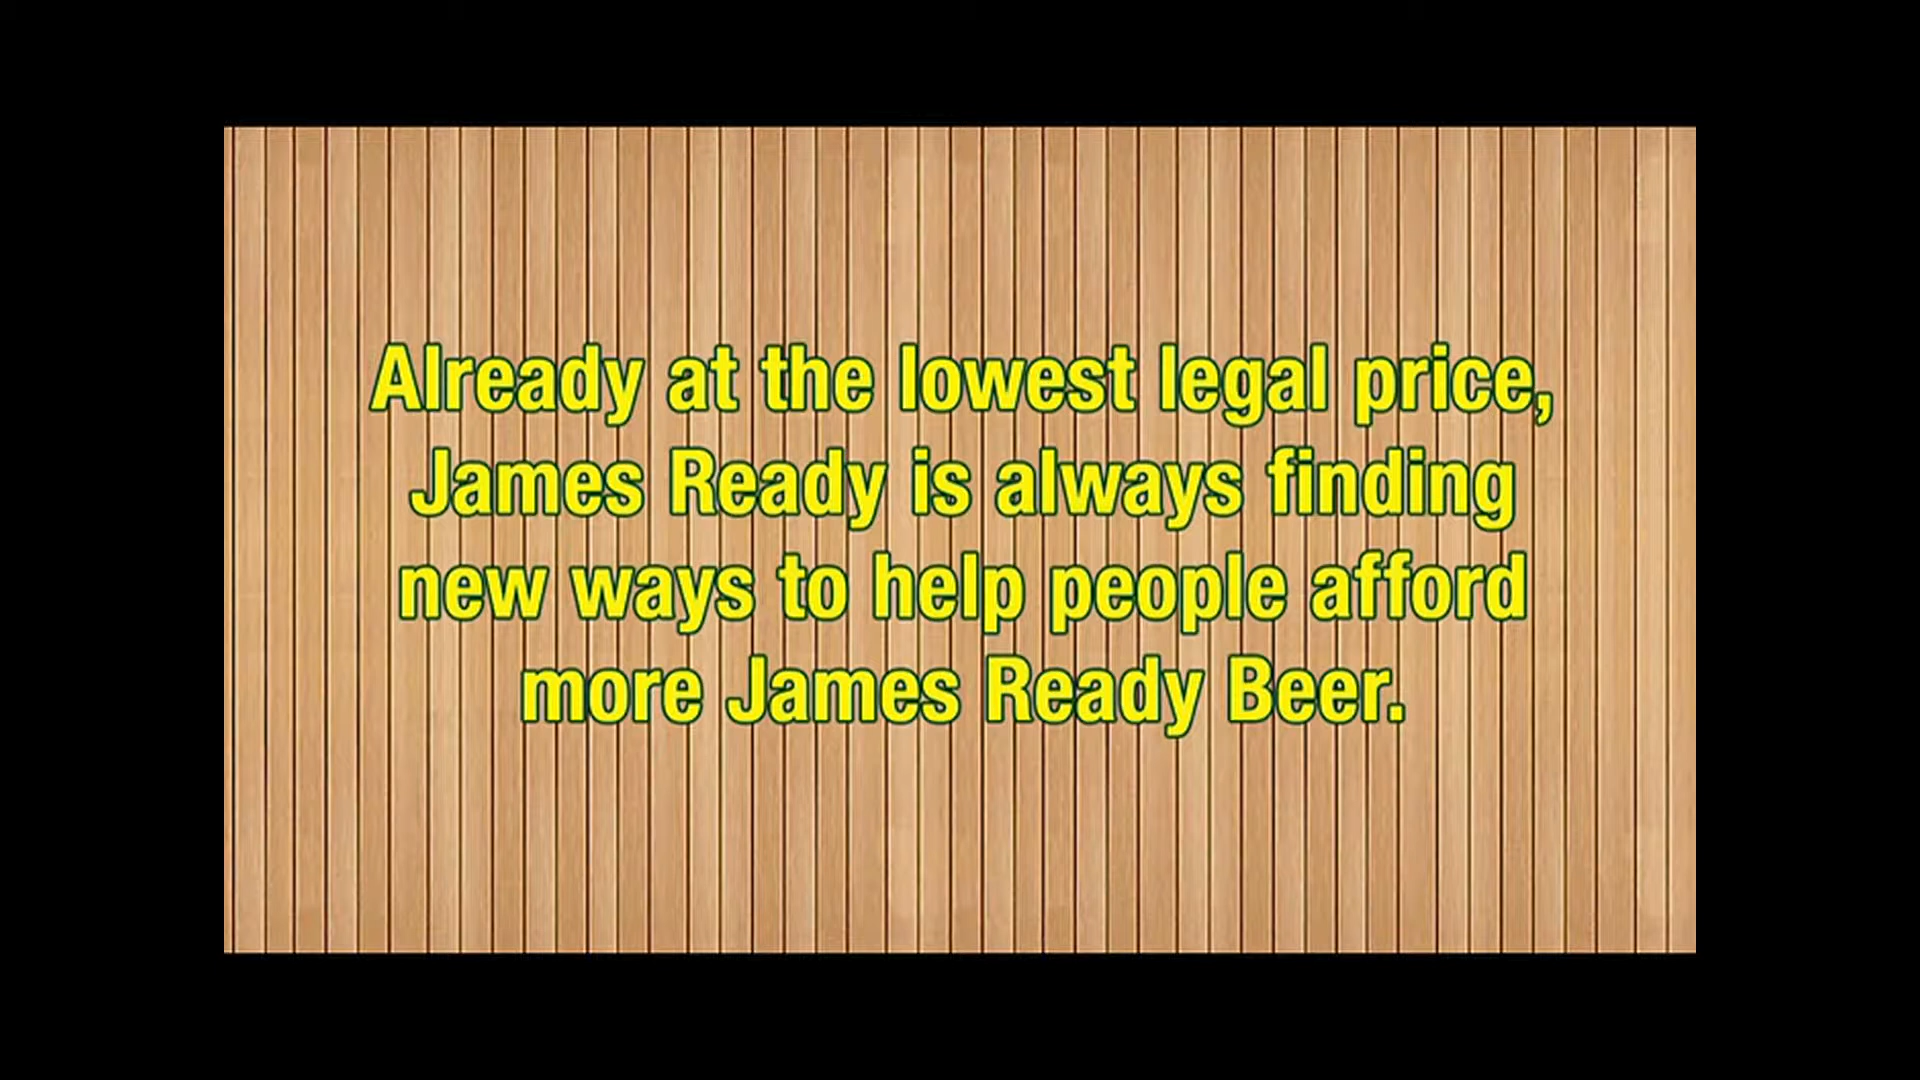 Already at the lowest legal price,
James Ready is always finding
new ways to help people afford
more James Ready Beer.